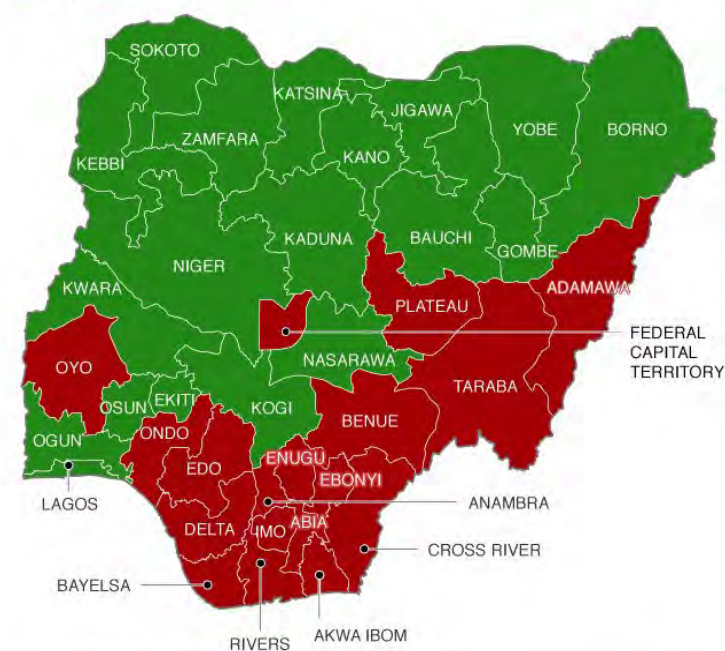 SOKOTO
KATSINA
JIGAWA
YOBE
BORNO
ZAMFARA
KANO
KEBBI
KADUNA
BAUCHI
GOMBE
NIGER
KWARA
ADAMAWA
PLATEAU
FEDERAL
CAPITAL
TERRITORY
NASARAWA
OYO
TARABA
EKITI
OSUN
KOGI
BENUE
OGUN
ONDO
ENUGU
EDO
EBONYI
LAGOS
ANAMBRA
DELTA
IMO
ABIA
CROSS RIVER
BAYELSA
RIVERS
AKWA IBOM